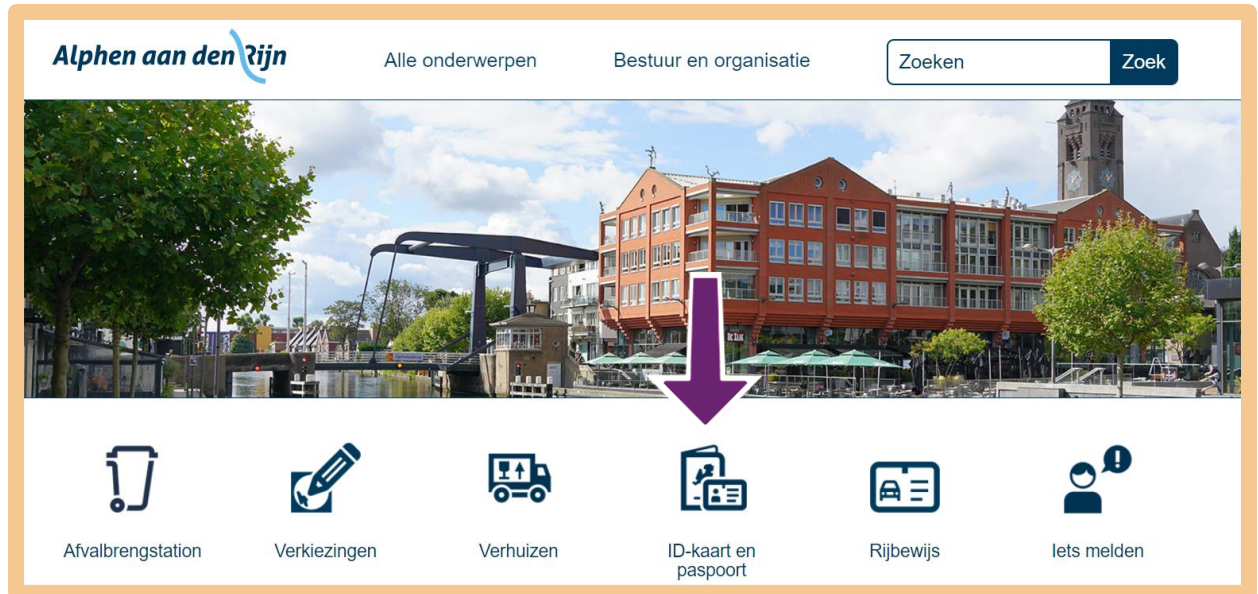 Alphen aan den Rijn
Alle onderwerpen
Bestuur en organisatie
Zoeken
Zoek
Afvalbrengstation
Verkiezingen
Verhuizen
ID-kaart en
paspoort
Rijbewijs
Iets melden